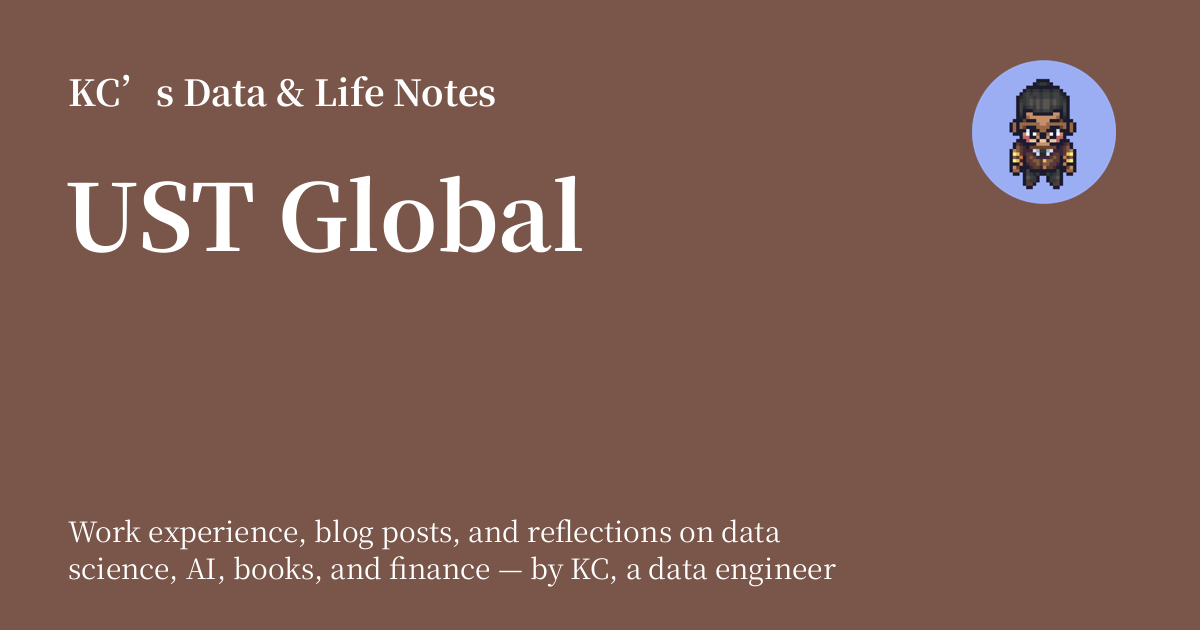 KC’s Data & Life Notes
UST Global
Work experience, blog posts, and reflections on data
science, AI, books, and finance — by KC, a data engineer